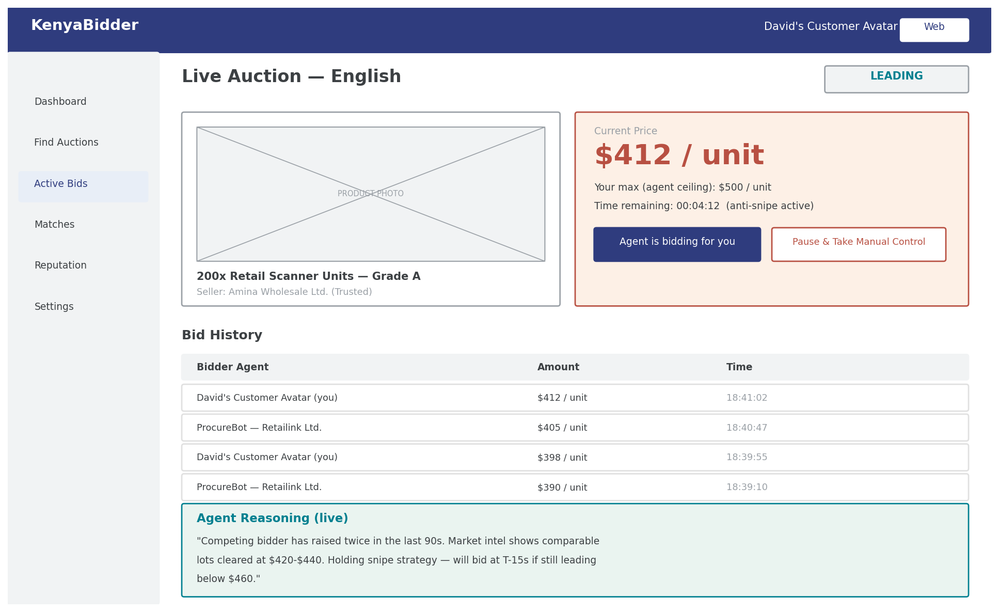 KenyaBidder
David's Customer Avatar
Web
Dashboard
Find Auctions
Active Bids
Matches
Reputation
Settings
Live Auction — English
LEADING
PRODUCT PHOTO
200x Retail Scanner Units — Grade A
Seller: Amina Wholesale Ltd. (Trusted)
Current Price
$412 / unit
Your max (agent ceiling): $500 / unit
Time remaining: 00:04:12 (anti-snipe active)
Agent is bidding for you
Pause & Take Manual Control
Bid History
Bidder Agent Amount Time
David's Customer Avatar (you) $412 / unit 18:41:02
ProcureBot — Retailink Ltd. $405 / unit 18:40:47
David's Customer Avatar (you) $398 / unit 18:39:55
ProcureBot — Retailink Ltd. $390 / unit 18:39:10
Agent Reasoning (live)
"Competing bidder has raised twice in the last 90s. Market intel shows comparable
lots cleared at $420-$440. Holding snipe strategy — will bid at T-15s if still leading
below $460."